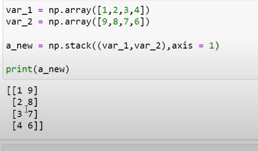 var_1 = np.array([1,2,3,4])
var_2 = np.array([9,8,7,6])
a_new = np.stack((var_1,var_2),axis = 1)
print(a_new)
[[1 9]
[2 8]
[3 7]
[4 6]]